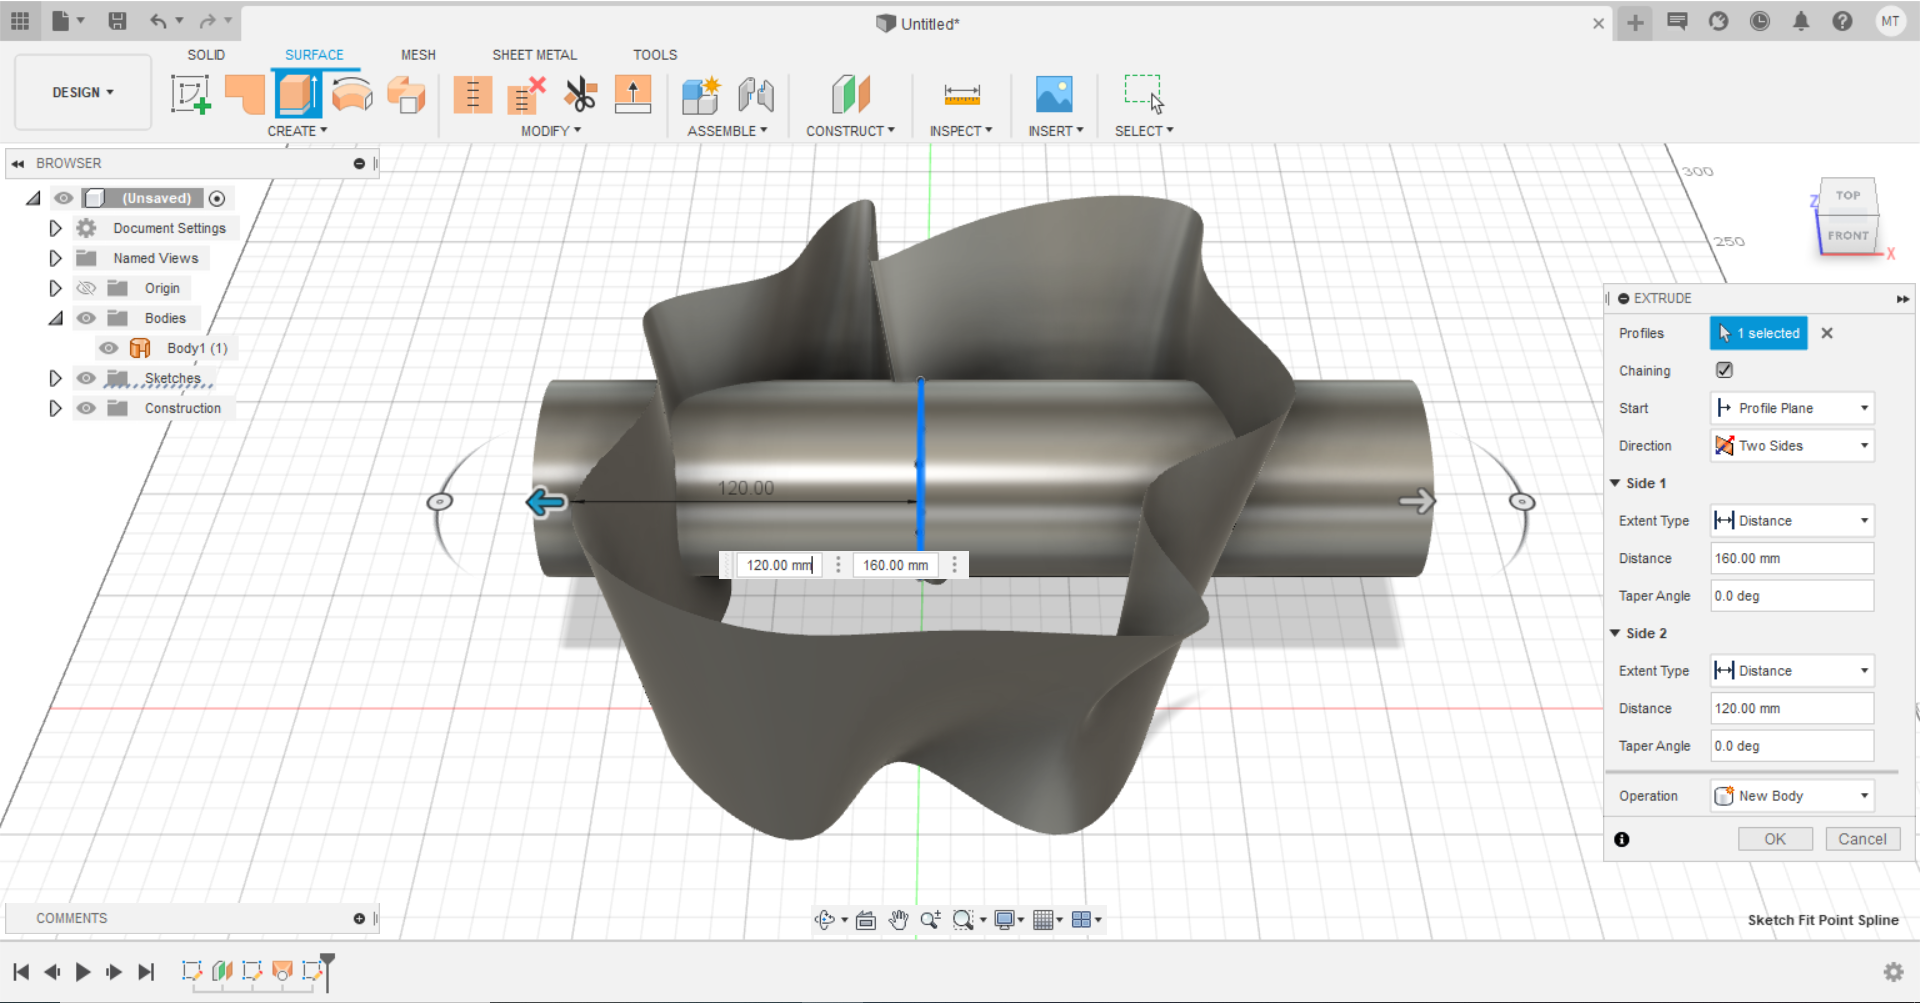 Untitled*
MT
SOLID
SURFACE
MESH
SHEET METAL
TOOLS
DESIGN
CREATE
MODIFY
ASSEMBLE
CONSTRUCT
INSPECT
INSERT
SELECT
BROWSER
(Unsaved)
Document Settings
Named Views
Origin
Bodies
Body1 (1)
Sketches
Construction
300
250
TOP
FRONT
Z
X
120.00
120.00 mm
160.00 mm
EXTRUDE
Profiles 1 selected
Chaining
Start Profile Plane
Direction Two Sides
Side 1
Extent Type Distance
Distance 160.00 mm
Taper Angle 0.0 deg
Side 2
Extent Type Distance
Distance 120.00 mm
Taper Angle 0.0 deg
Operation New Body
OK Cancel
COMMENTS
Sketch Fit Point Spline